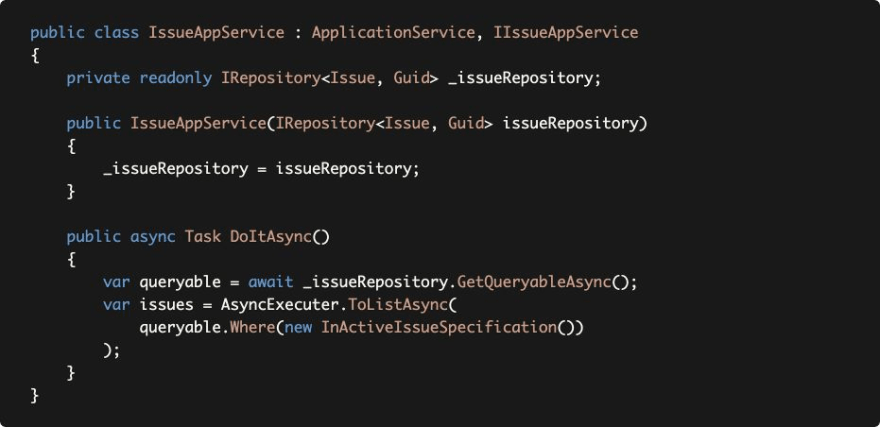 public class IssueAppService : ApplicationService, IIssueAppService
{
    private readonly IRepository<Issue, Guid> _issueRepository;

    public IssueAppService(IRepository<Issue, Guid> issueRepository)
    {
        _issueRepository = issueRepository;
    }

    public async Task DoItAsync()
    {
        var queryable = await _issueRepository.GetQueryableAsync();
        var issues = AsyncExecuter.ToListAsync(
            queryable.Where(new InActiveIssueSpecification())
        );
    }
}